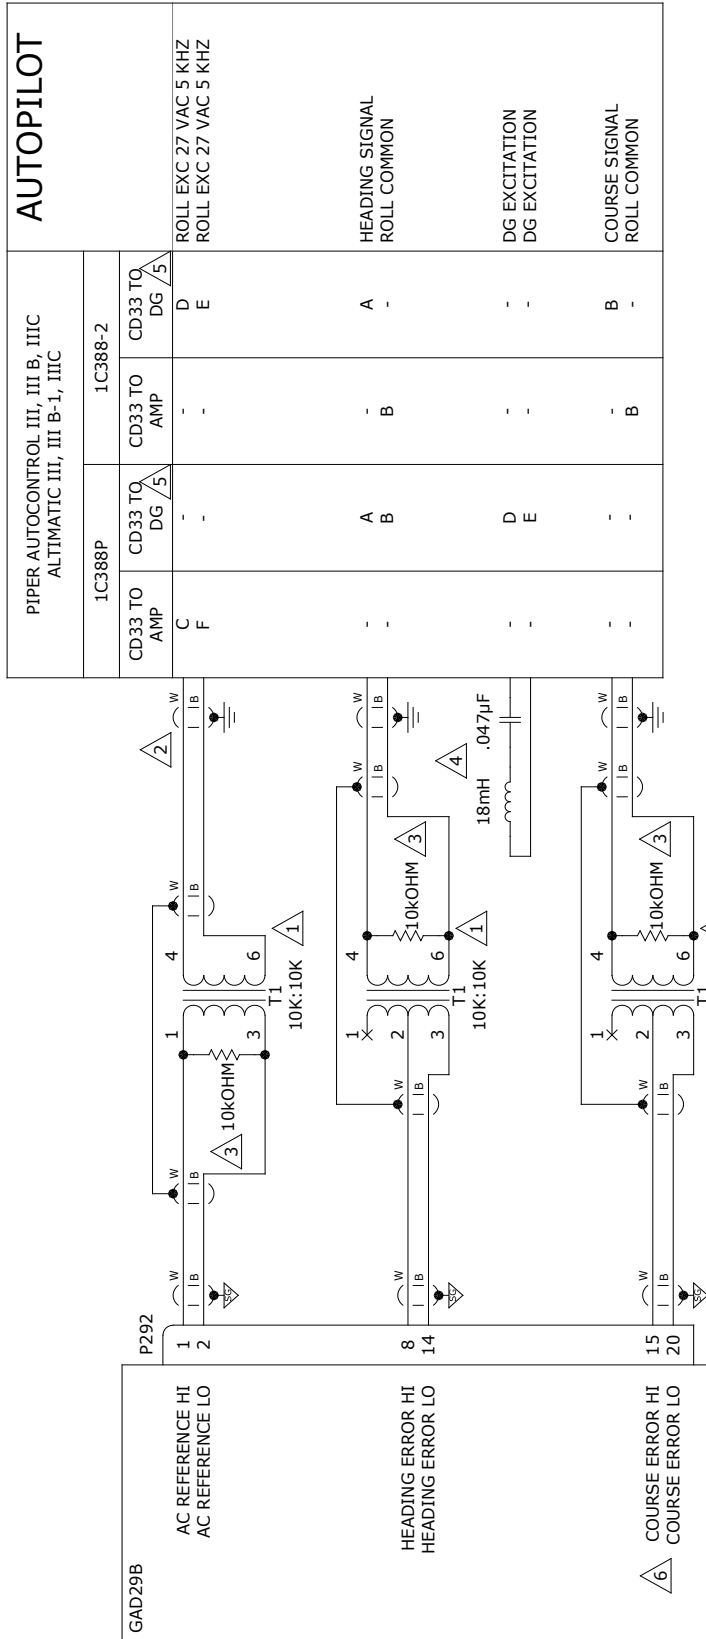 GAD29B
P292
AC REFERENCE HI
AC REFERENCE LO
1
2
HEADING ERROR HI
HEADING ERROR LO
8
14
6
COURSE ERROR HI
COURSE ERROR LO
15
20
W
B
SG
W
B
3
10kOHM
1
3
4
6
T1
10K:10K
1
W
B
2
W
B
W
B
SG
W
B
1
2
3
4
6
T1
10K:10K
1
10kOHM
3
W
B
W
B
18mH
.047µF
4
W
B
SG
W
B
1
2
3
4
6
T1
10kOHM
3
W
B
W
B
PIPER AUTOCONTROL III, III B, IIIC
ALTIMATIC III, III B-1, IIIC
AUTOPILOT
1C388P
1C388-2
CD33 TO
AMP
CD33 TO
DG
5
CD33 TO
AMP
CD33 TO
DG
5
C - - D ROLL EXC 27 VAC 5 KHZ
F - - E ROLL EXC 27 VAC 5 KHZ
- A - A HEADING SIGNAL
- B B - ROLL COMMON
- D - - DG EXCITATION
- E - - DG EXCITATION
- - - B COURSE SIGNAL
- - B - ROLL COMMON